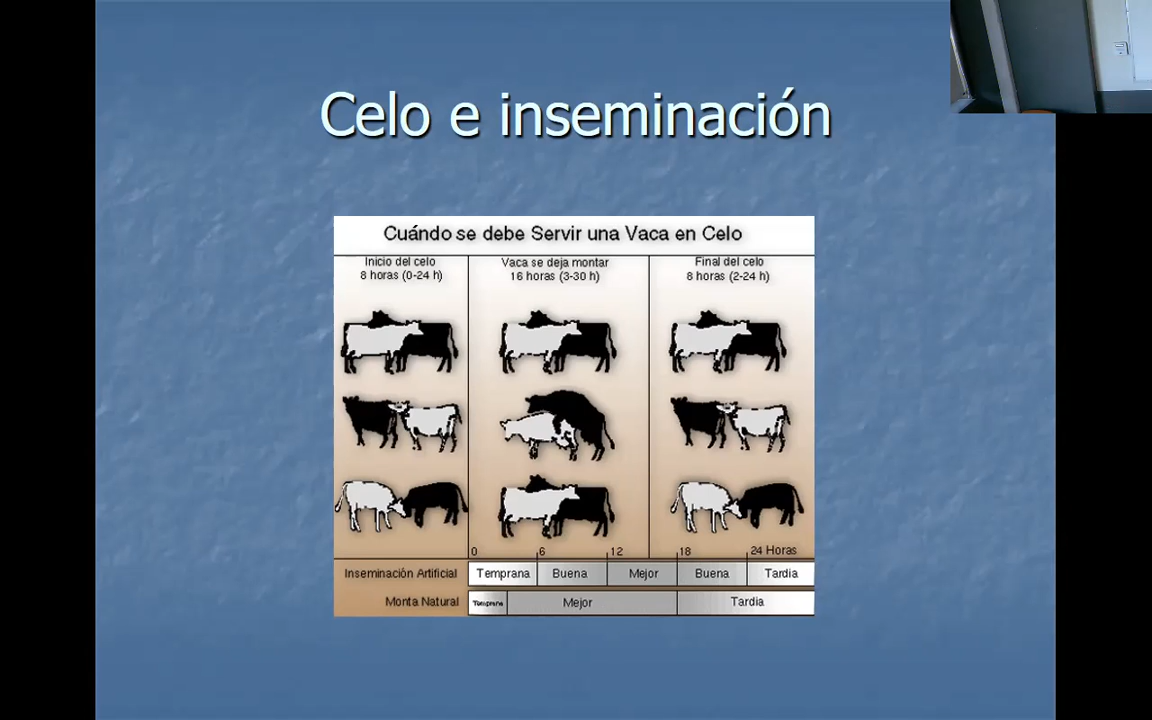 Celo e inseminación
Cuándo se debe Servir una Vaca en Celo
Inicio del celo
8 horas (0-24 h)
Vaca se deja montar
16 horas (3-30 h)
Final del celo
8 horas (2-24 h)
0 6 12 18 24 Horas
Inseminación Artificial Temprana Buena Mejor Buena Tardia
Monta Natural Temprana Mejor Tardia